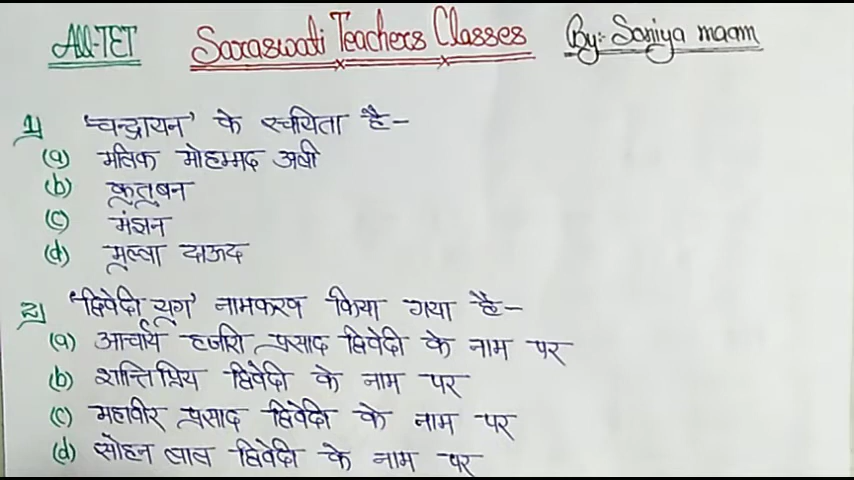 All-TET Saraswati Teachers Classes By:- Saniya maam
1) 'चन्द्रायन' के रचयिता है-
(a) मलिक मोहम्मद अली
(b) कुतुबन
(c) मंझन
(d) मुल्ला दाऊद
2) 'द्विवेदी युग' नामकरण किया गया है-
(a) आचार्य हजारी प्रसाद द्विवेदी के नाम पर
(b) शान्तिप्रिय द्विवेदी के नाम पर
(c) महावीर प्रसाद द्विवेदी के नाम पर
(d) सोहन लाल द्विवेदी के नाम पर